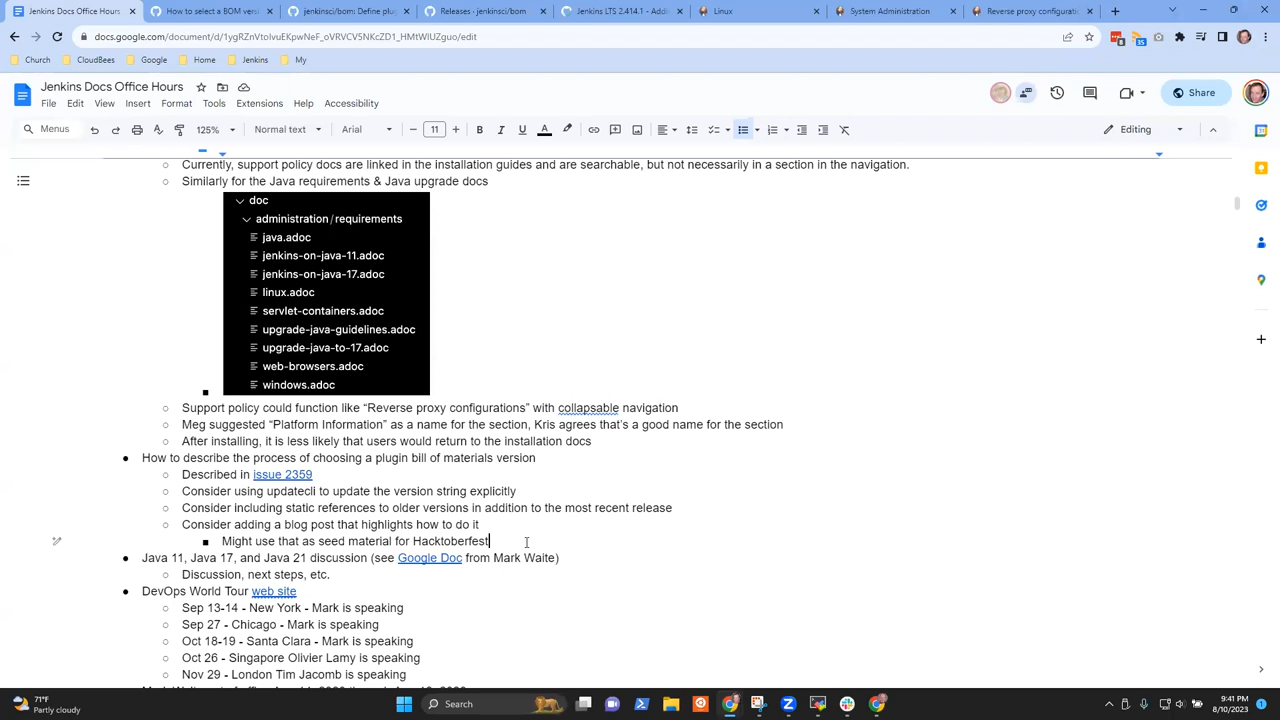 Jenkins Docs Office Hours
How to select a BOM versi
jenkinsci/bom: Define plug
Releases · jenkinsci/bom
Jenkins LTS 2.414.1 - Addin
Linux
System Administration
Reverse proxy configuratio
docs.google.com/document/d/1ygRZnVtoIvuEKpwNeF_oVRVCV5NKcZD1_HMtWIUZguo/edit
Church
CloudBees
Google
Home
Jenkins
My
Jenkins Docs Office Hours
File Edit View Insert Format Tools Extensions Help Accessibility
Share
Menus
125%
Normal text
Arial
11
Editing
Currently, support policy docs are linked in the installation guides and are searchable, but not necessarily in a section in the navigation.
Similarly for the Java requirements & Java upgrade docs
doc
administration/requirements
java.adoc
jenkins-on-java-11.adoc
jenkins-on-java-17.adoc
linux.adoc
servlet-containers.adoc
upgrade-java-guidelines.adoc
upgrade-java-to-17.adoc
web-browsers.adoc
windows.adoc
Support policy could function like “Reverse proxy configurations” with collapsable navigation
Meg suggested “Platform Information” as a name for the section, Kris agrees that’s a good name for the section
After installing, it is less likely that users would return to the installation docs
How to describe the process of choosing a plugin bill of materials version
Described in issue 2359
Consider using updatecli to update the version string explicitly
Consider including static references to older versions in addition to the most recent release
Consider adding a blog post that highlights how to do it
Might use that as seed material for Hacktoberfest
Java 11, Java 17, and Java 21 discussion (see Google Doc from Mark Waite)
Discussion, next steps, etc.
DevOps World Tour web site
Sep 13-14 - New York - Mark is speaking
Sep 27 - Chicago - Mark is speaking
Oct 18-19 - Santa Clara - Mark is speaking
Oct 26 - Singapore Olivier Lamy is speaking
Nov 29 - London Tim Jacomb is speaking
71°F
Partly cloudy
Search
9:41 PM
8/10/2023